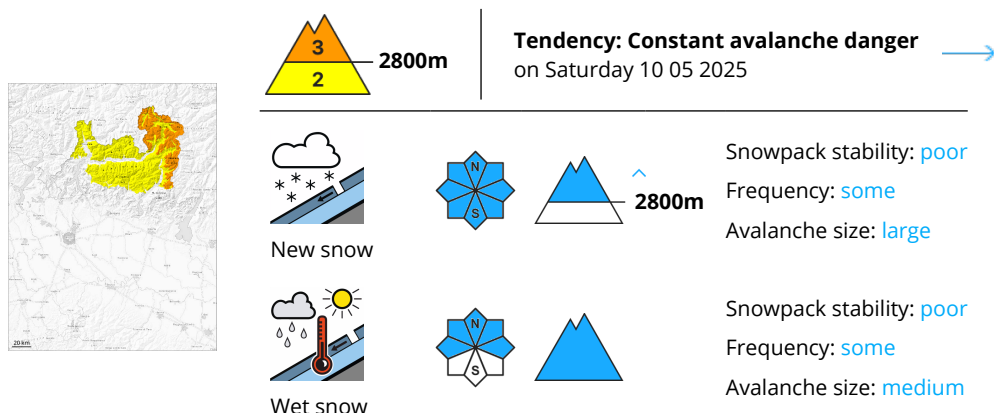 3
2
2800m
Tendency: Constant avalanche danger
on Saturday 10 05 2025
20 km
New snow
N
S
2800m
Snowpack stability: poor
Frequency: some
Avalanche size: large
Wet snow
N
S
Snowpack stability: poor
Frequency: some
Avalanche size: medium